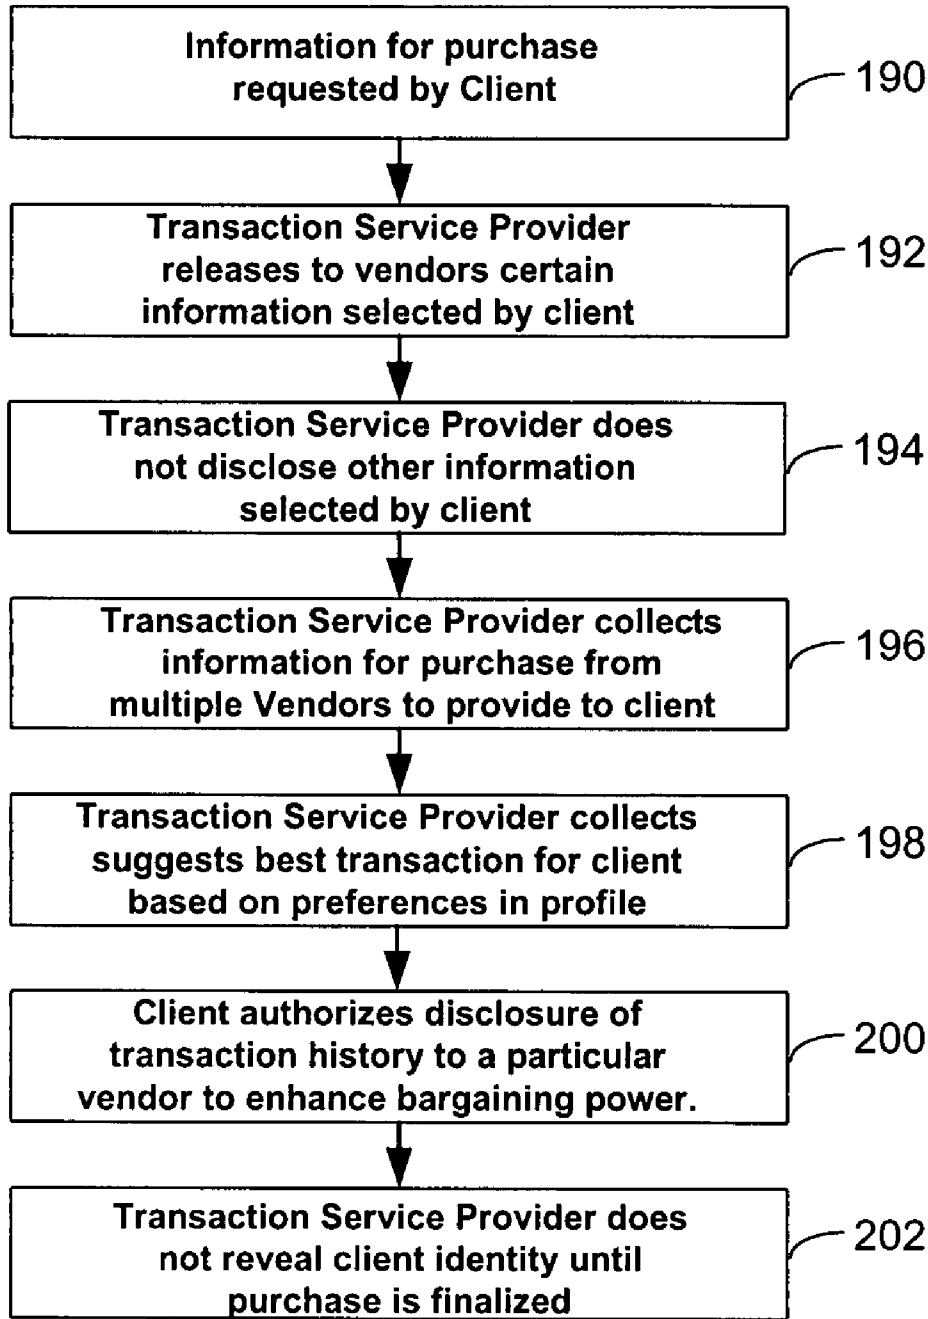 Information for purchase
requested by Client
190
Transaction Service Provider
releases to vendors certain
information selected by client
192
Transaction Service Provider does
not disclose other information
selected by client
194
Transaction Service Provider collects
information for purchase from
multiple Vendors to provide to client
196
Transaction Service Provider collects
suggests best transaction for client
based on preferences in profile
198
Client authorizes disclosure of
transaction history to a particular
vendor to enhance bargaining power.
200
Transaction Service Provider does
not reveal client identity until
purchase is finalized
202